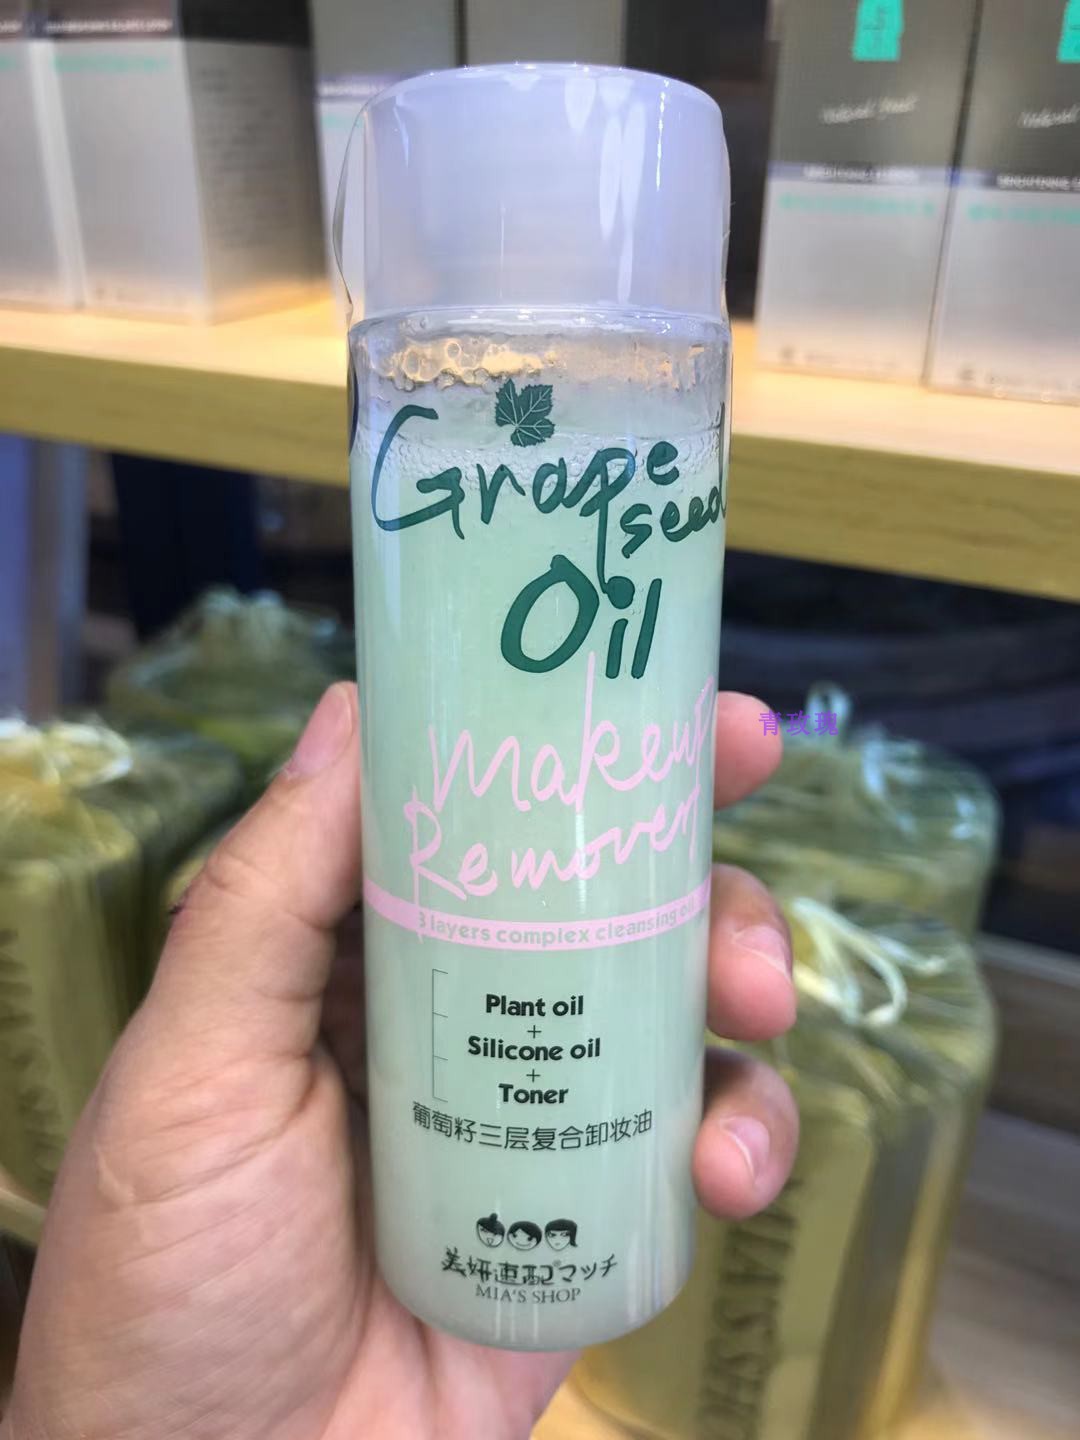 Grape
seed
Oil
Makeup
Remover
3 layers complex cleansing oil
Plant oil
+
Silicone oil
+
Toner
葡萄籽三层复合卸妆油
美妍速配マッチ
MIA'S SHOP
青玫瑰